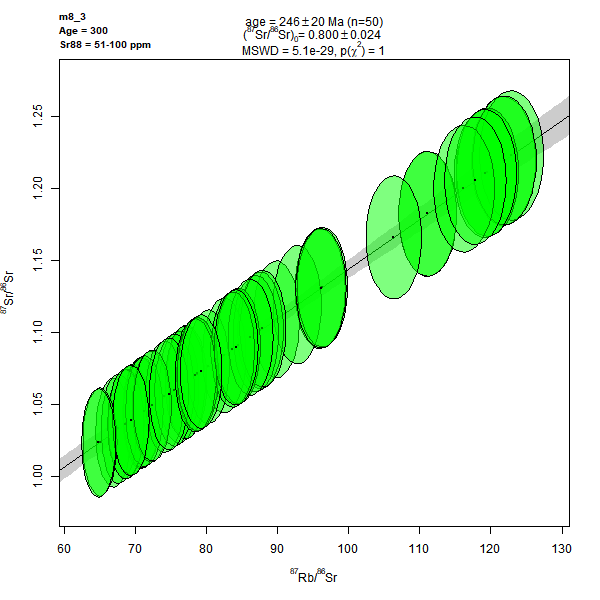 m8_3
Age = 300
Sr88 = 51-100 ppm
age = 246 ± 20 Ma (n=50)
(⁸⁷Sr/⁸⁶Sr)₀= 0.800 ± 0.024
MSWD = 5.1e-29, p(χ²) = 1
1.25
1.20
1.15
1.10
1.05
1.00
⁸⁷Sr/⁸⁶Sr
60 70 80 90 100 110 120 130
⁸⁷Rb/⁸⁶Sr